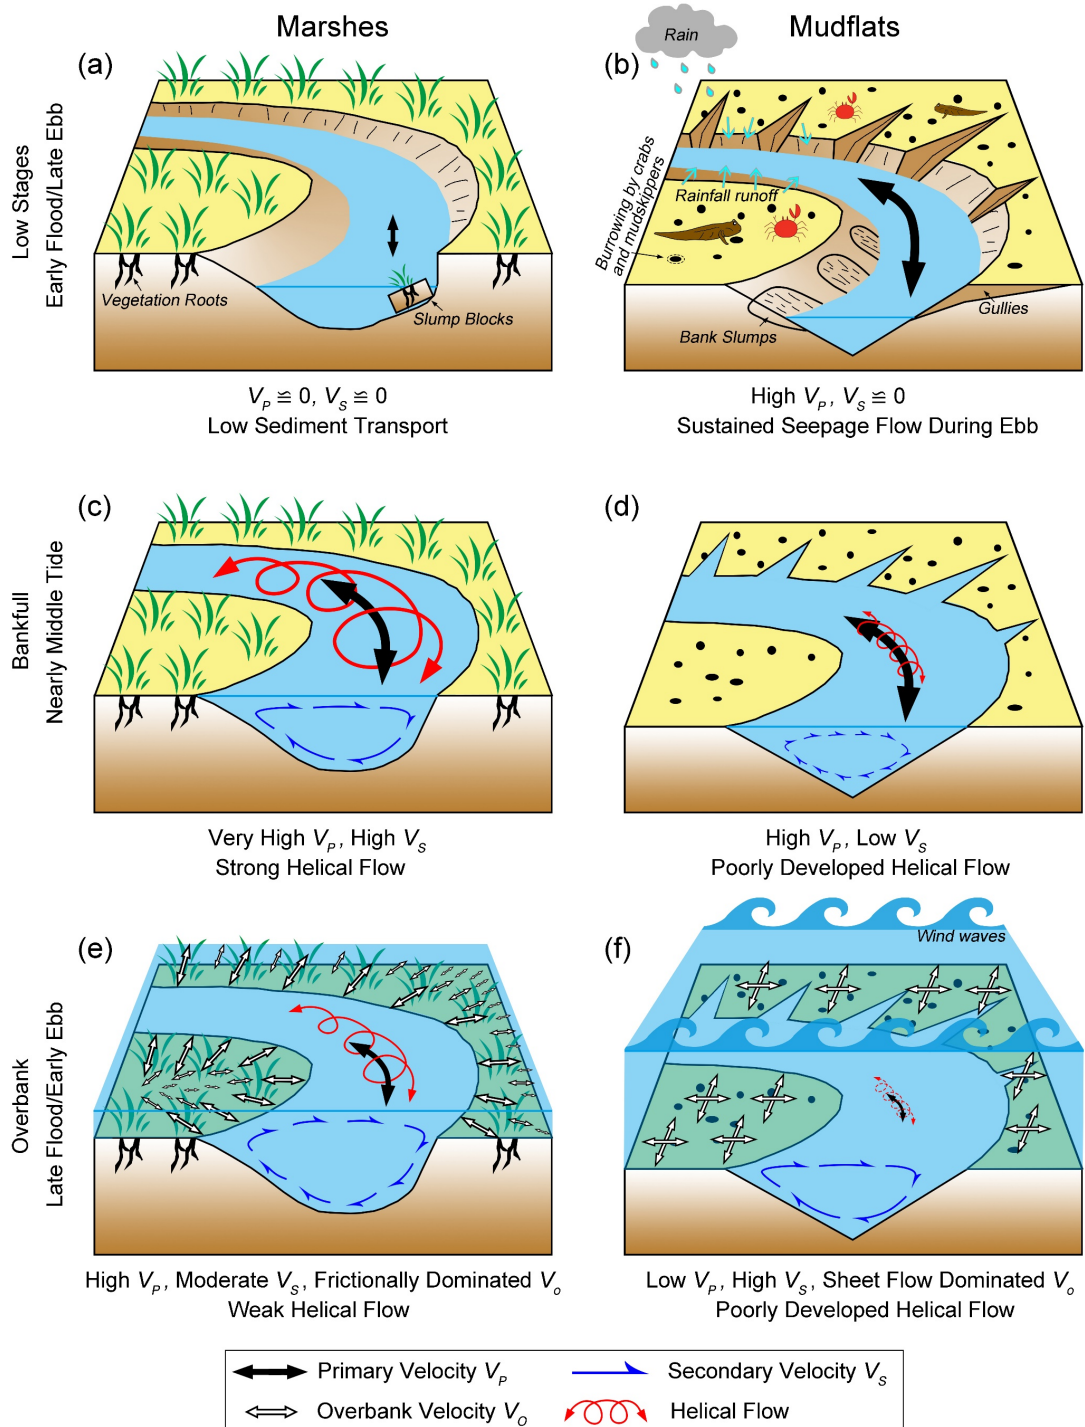 Marshes
Mudflats
Low Stages
Early Flood/Late Ebb
(a)
Vegetation Roots
Slump Blocks
V_P ≌ 0, V_S ≌ 0
Low Sediment Transport
(b)
Rain
Burrowing by crabs
and mudskippers
Rainfall runoff
Bank Slumps
Gullies
High V_P, V_S ≌ 0
Sustained Seepage Flow During Ebb
Bankfull
Nearly Middle Tide
(c)
Very High V_P, High V_S
Strong Helical Flow
(d)
High V_P, Low V_S
Poorly Developed Helical Flow
Overbank
Late Flood/Early Ebb
(e)
High V_P, Moderate V_S, Frictionally Dominated V_o
Weak Helical Flow
(f)
Wind waves
Low V_P, High V_S, Sheet Flow Dominated V_o
Poorly Developed Helical Flow
Primary Velocity V_P
Secondary Velocity V_S
Overbank Velocity V_O
Helical Flow